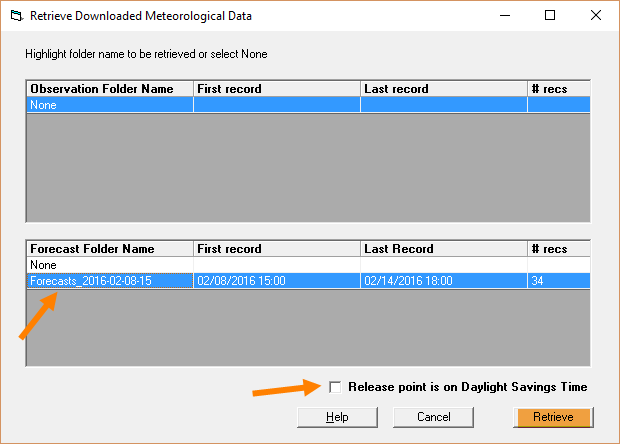 Retrieve Downloaded Meteorological Data
Highlight folder name to be retrieved or select None
Observation Folder Name First record Last record # recs
None
Forecast Folder Name First record Last Record # recs
None
Forecasts_2016-02-08-15 02/08/2016 15:00 02/14/2016 18:00 34
Release point is on Daylight Savings Time
Help Cancel Retrieve